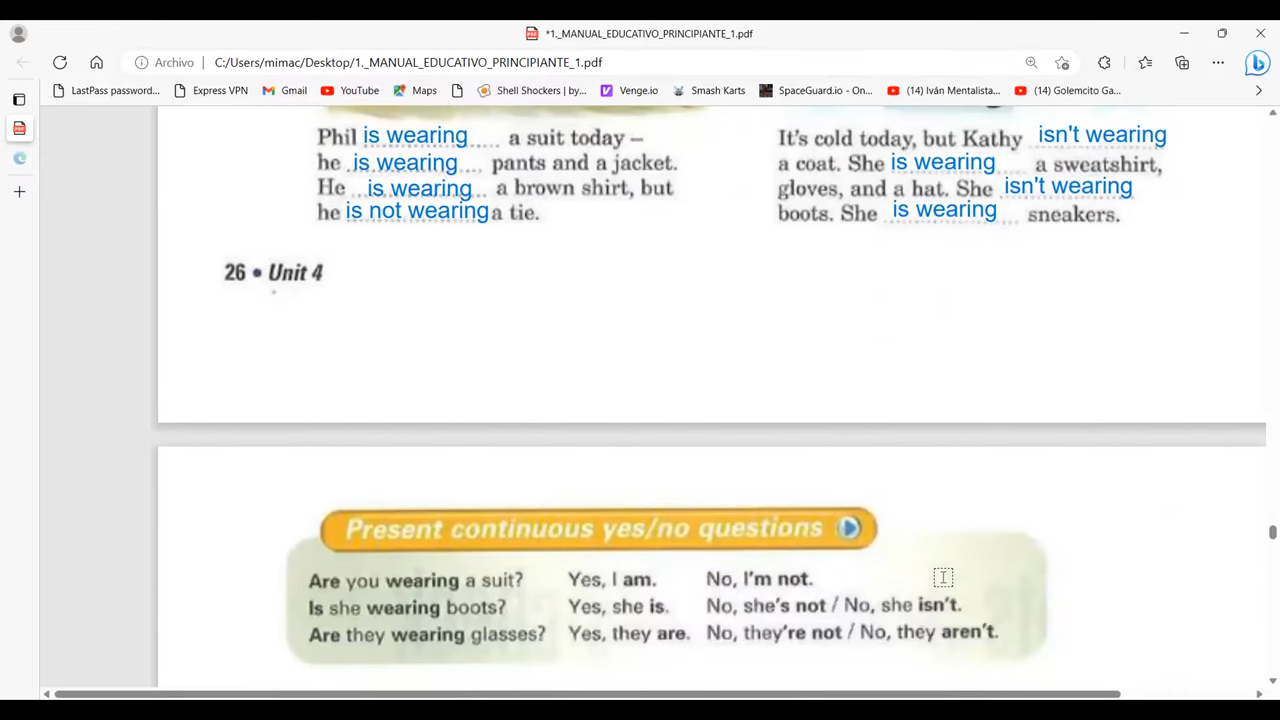 *1._MANUAL_EDUCATIVO_PRINCIPIANTE_1.pdf
Archivo C:/Users/mimac/Desktop/1._MANUAL_EDUCATIVO_PRINCIPIANTE_1.pdf
LastPass password... Express VPN Gmail YouTube Maps Shell Shockers | by... Venge.io Smash Karts SpaceGuard.io - On... (14) Iván Mentalista... (14) Golemcito Ga...
Phil is wearing a suit today –
he is wearing pants and a jacket.
He is wearing a brown shirt, but
he is not wearing a tie.
It's cold today, but Kathy isn't wearing
a coat. She is wearing a sweatshirt,
gloves, and a hat. She isn't wearing
boots. She is wearing sneakers.
26 • Unit 4
Present continuous yes/no questions
Are you wearing a suit? Yes, I am. No, I'm not.
Is she wearing boots? Yes, she is. No, she's not / No, she isn't.
Are they wearing glasses? Yes, they are. No, they're not / No, they aren't.